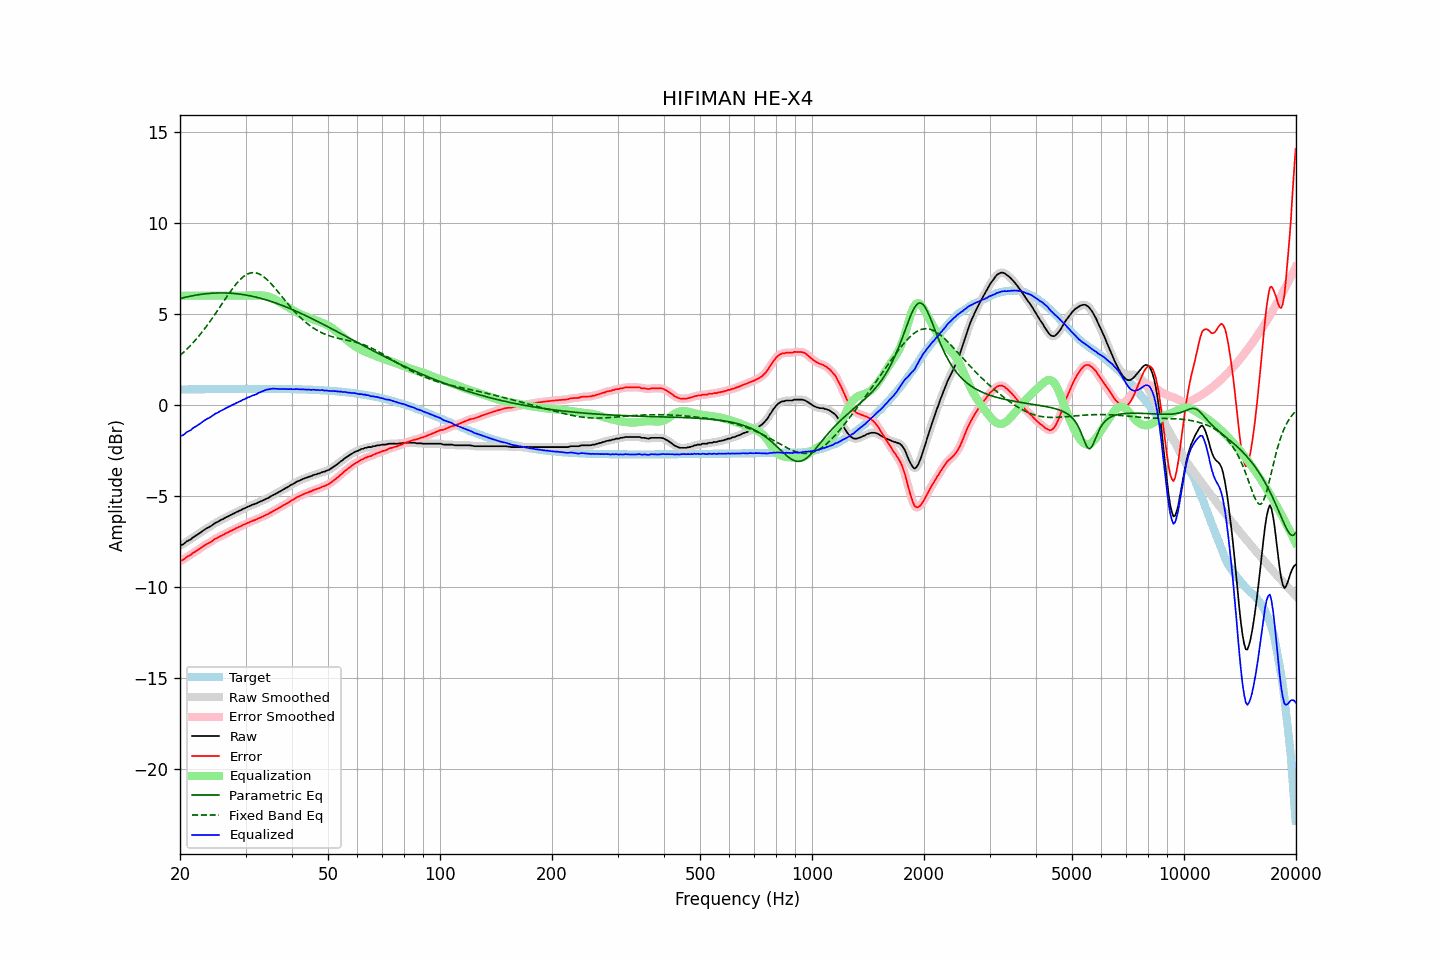 HIFIMAN HE-X4
15
10
5
0
−5
−10
−15
−20
Amplitude (dBr)
Target
Raw Smoothed
Error Smoothed
Raw
Error
Equalization
Parametric Eq
Fixed Band Eq
Equalized
20
50
100
200
500
1000
2000
5000
10000
20000
Frequency (Hz)